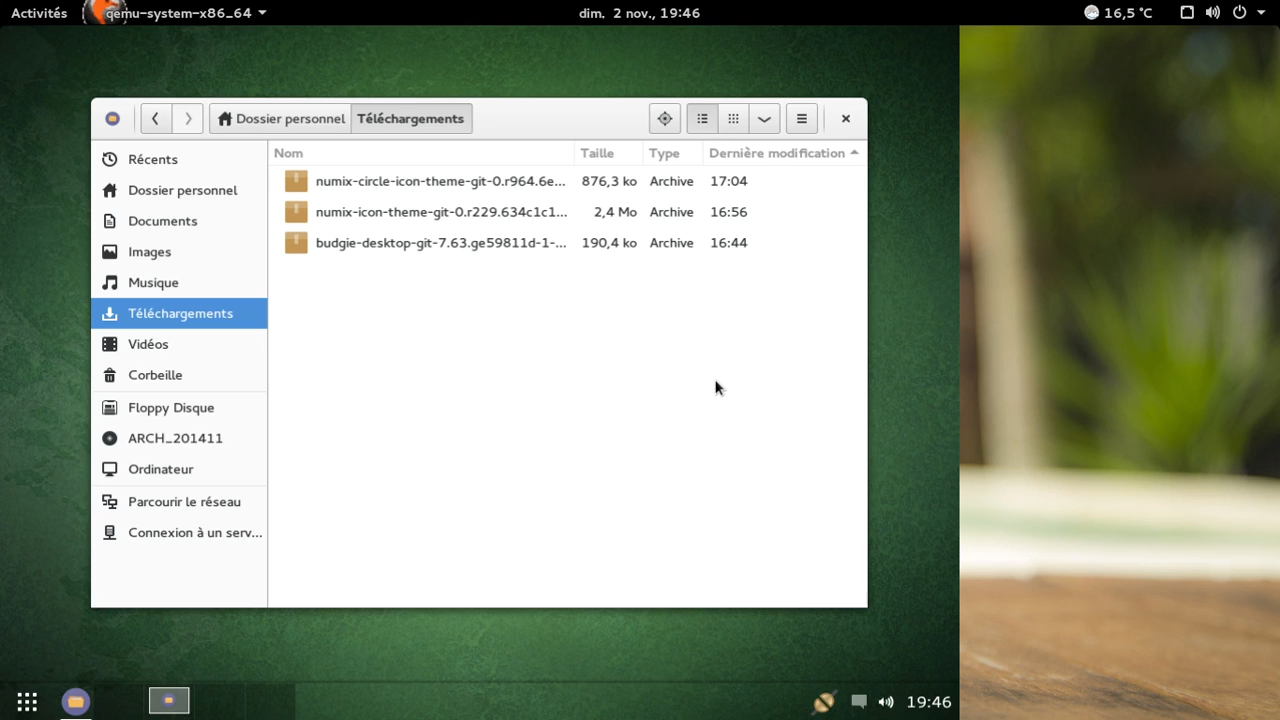 Activités qemu-system-x86_64 dim. 2 nov., 19:46 16,5 °C
Dossier personnel Téléchargements
Nom Taille Type Dernière modification
numix-circle-icon-theme-git-0.r964.6e... 876,3 ko Archive 17:04
numix-icon-theme-git-0.r229.634c1c1... 2,4 Mo Archive 16:56
budgie-desktop-git-7.63.ge59811d-1-... 190,4 ko Archive 16:44
Récents
Dossier personnel
Documents
Images
Musique
Téléchargements
Vidéos
Corbeille
Floppy Disque
ARCH_201411
Ordinateur
Parcourir le réseau
Connexion à un serv...
19:46